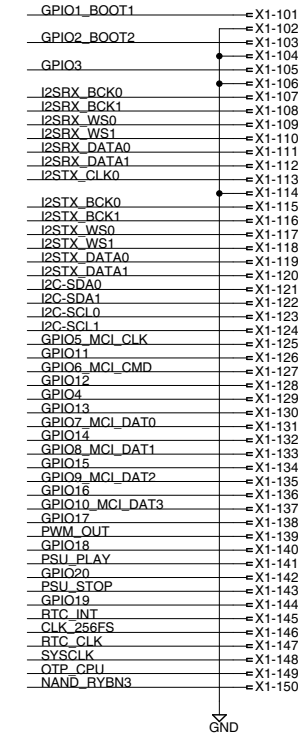 GPIO1_BOOT1 X1-101
X1-102
GPIO2_BOOT2 X1-103
X1-104
GPIO3 X1-105
X1-106
I2SRX_BCK0 X1-107
I2SRX_BCK1 X1-108
I2SRX_WS0 X1-109
I2SRX_WS1 X1-110
I2SRX_DATA0 X1-111
I2SRX_DATA1 X1-112
I2STX_CLK0 X1-113
X1-114
I2STX_BCK0 X1-115
I2STX_BCK1 X1-116
I2STX_WS0 X1-117
I2STX_WS1 X1-118
I2STX_DATA0 X1-119
I2STX_DATA1 X1-120
I2C-SDA0 X1-121
I2C-SDA1 X1-122
I2C-SCL0 X1-123
I2C-SCL1 X1-124
GPIO5_MCI_CLK X1-125
GPIO11 X1-126
GPIO6_MCI_CMD X1-127
GPIO12 X1-128
GPIO4 X1-129
GPIO13 X1-130
GPIO7_MCI_DAT0 X1-131
GPIO14 X1-132
GPIO8_MCI_DAT1 X1-133
GPIO15 X1-134
GPIO9_MCI_DAT2 X1-135
GPIO16 X1-136
GPIO10_MCI_DAT3 X1-137
GPIO17 X1-138
PWM_OUT X1-139
GPIO18 X1-140
PSU_PLAY X1-141
GPIO20 X1-142
PSU_STOP X1-143
GPIO19 X1-144
RTC_INT X1-145
CLK_256FS X1-146
RTC_CLK X1-147
SYSCLK X1-148
OTP_CPU X1-149
NAND_RYBN3 X1-150
GND